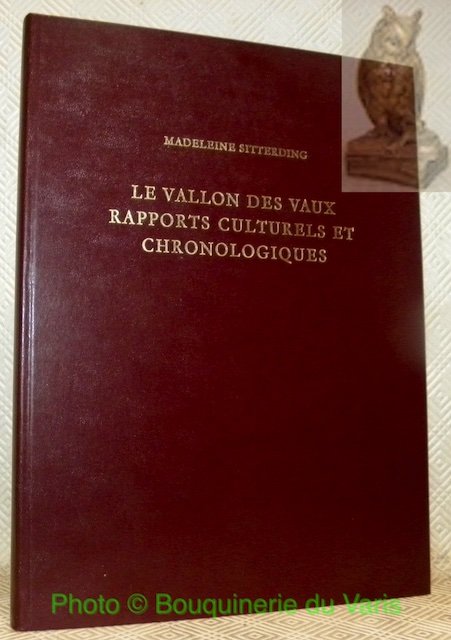 MADELEINE SITTERDING
LE VALLON DES VAUX
RAPPORTS CULTURELS ET
CHRONOLOGIQUES
Photo © Bouquinerie du Varis